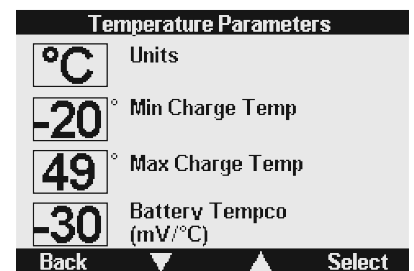 Temperature Parameters
°C Units
-20° Min Charge Temp
49° Max Charge Temp
-30 Battery Tempco
(mV/°C)
Back Select